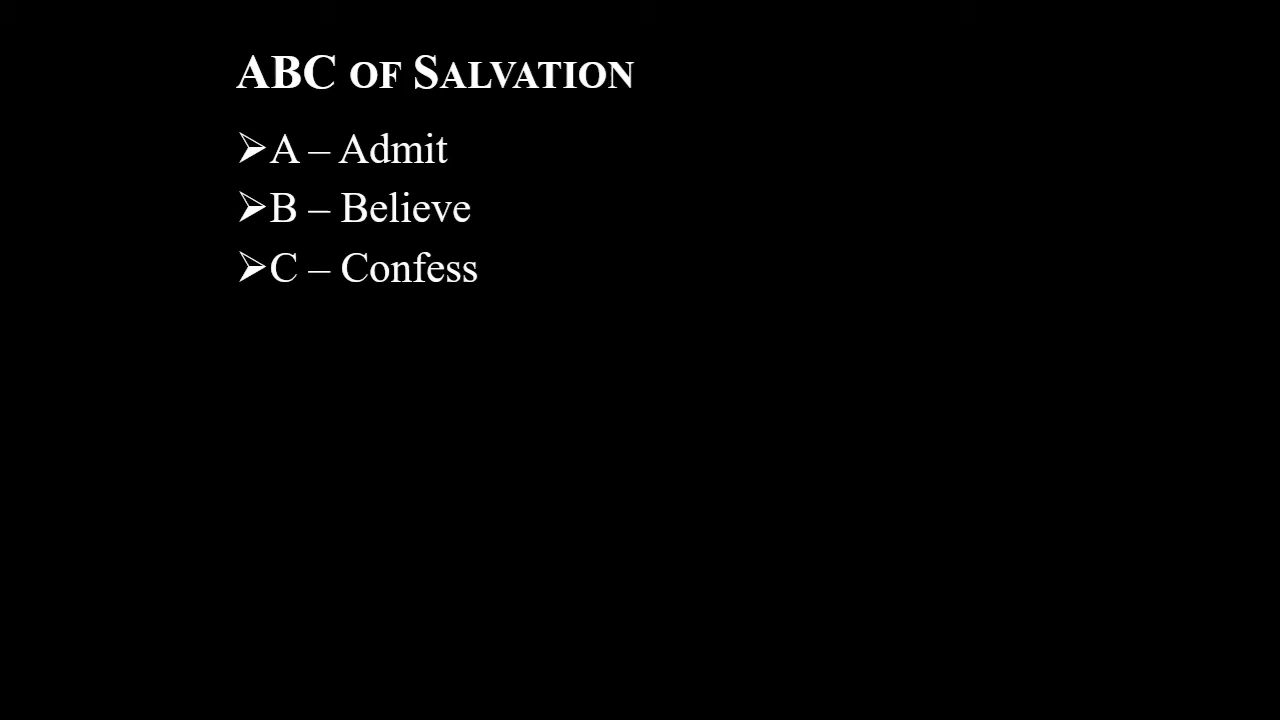 ABC OF SALVATION
➢A – Admit
➢B – Believe
➢C – Confess